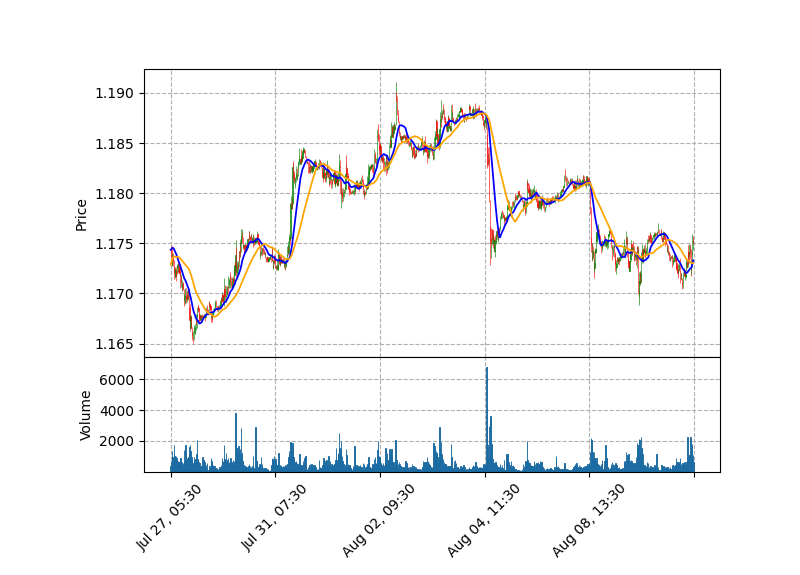 1.190
1.185
1.180
1.175
1.170
1.165
Price
6000
4000
2000
Volume
Jul 27, 05:30
Jul 31, 07:30
Aug 02, 09:30
Aug 04, 11:30
Aug 08, 13:30